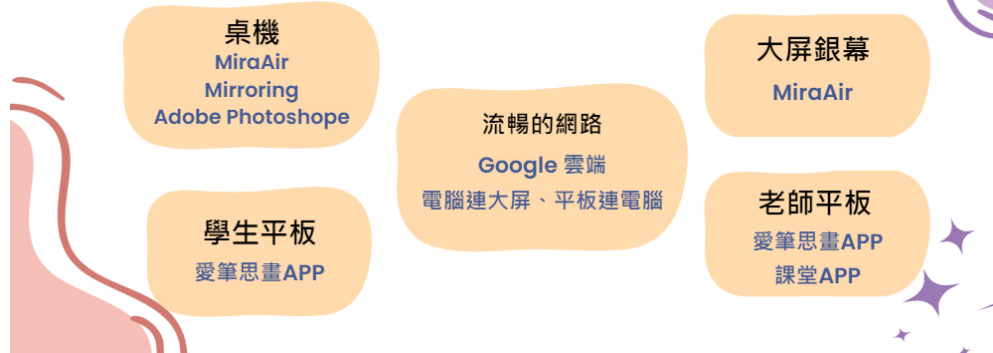 桌機
MiraAir
Mirroring
Adobe Photoshope
學生平板
愛筆思畫APP
流暢的網路
Google 雲端
電腦連大屏、平板連電腦
大屏銀幕
MiraAir
老師平板
愛筆思畫APP
課堂APP